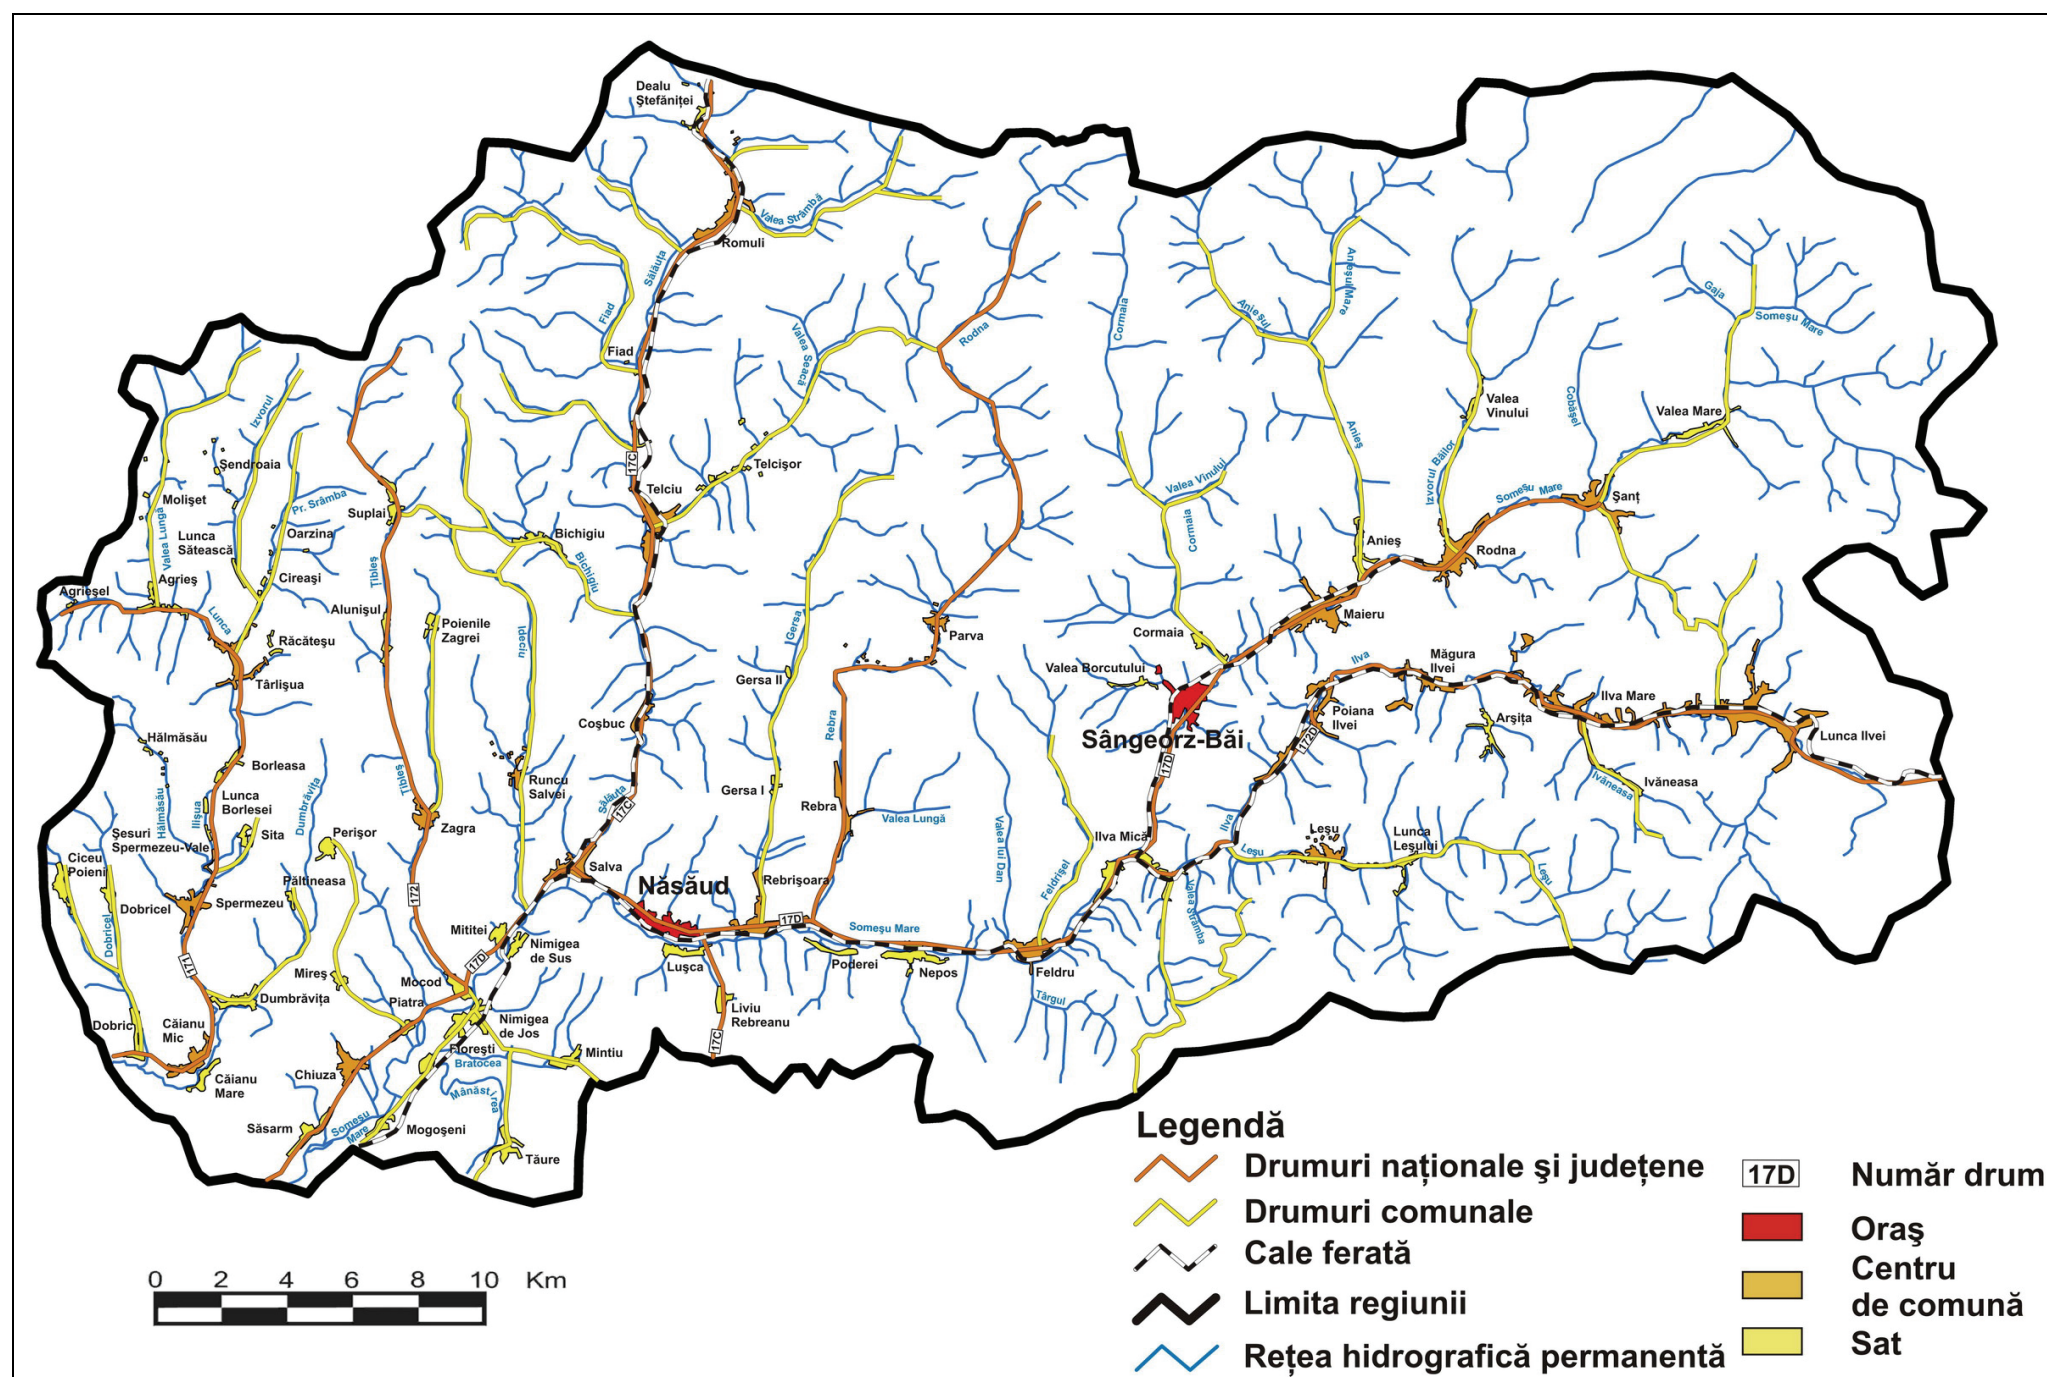 Dealu
Ştefăniţei
Valea Strâmbă
Romuli
Sălăuţa
Fiad
Fiad
Valea Seacă
Rodna
Cormaia
Anieşul
Anieşul Mare
Gaja
Someşu Mare
Izvorul
Şendroaia
Molişet
Pr. Srâmba
Valea Lungă
Lunca
Sătească
Oarzina
Suplai
17C
Telciu
Telcişor
Bichigiu
Bichigiu
Valea Vinului
Cormaia
Anieş
Valea
Vinului
Izvorul Băilor
Cobăşel
Valea Mare
Someşu Mare
Şanţ
Anieş
Rodna
Agrieşel
Agrieş
Cireaşi
Tibleş
Alunişul
Lunca
Răcăteşu
Târlişua
Poienile
Zagrei
Ideciu
Gersa
Gersa II
Parva
Maieru
Cormaia
Valea Borcutului
Sângeorz-Băi
Ilva
Măgura
Ilvei
Poiana
Ilvei
172D
Arşiţa
Ilva Mare
Lunca Ilvei
Ivăneasa
Ivăneasa
Hălmăsău
Borleasa
Coşbuc
Rebra
Tibleş
Hălmăsău
Ilişua
Lunca
Borlesei
Dumbrăviţa
Runcu
Salvei
Sălăuţa
17C
Gersa I
Rebra
Valea Lungă
17D
Şesuri
Spermezeu-Vale
Sita
Perişor
Zagra
Valea lui Dan
Ilva Mică
Ilva
Leşu
Leşu
Lunca
Leşului
Leşu
Ciceu
Poieni
Păltineasa
172
Salva
Năsăud
Rebrişoara
Feldrişel
Valea Strâmba
Dobricel
Dobricel
Spermezeu
17D
Someşu Mare
Mititei
Nimigea
de Sus
17D
171
Luşca
Poderei
Nepos
Feldru
Mireş
Mocod
Dumbrăviţa
Piatra
Liviu
Rebreanu
Târgul
Dobric
Căianu
Mic
Nimigea
de Jos
Floreşti
17C
Bratocea
Mintiu
Chiuza
Căianu
Mare
Mânăstirea
Săsarm
Someşu
Mare
Mogoşeni
Tăure
Legendă
Drumuri naţionale şi judeţene
Drumuri comunale
Cale ferată
Limita regiunii
Reţea hidrografică permanentă
17D Număr drum
Oraş
Centru
de comună
Sat
0 2 4 6 8 10 Km